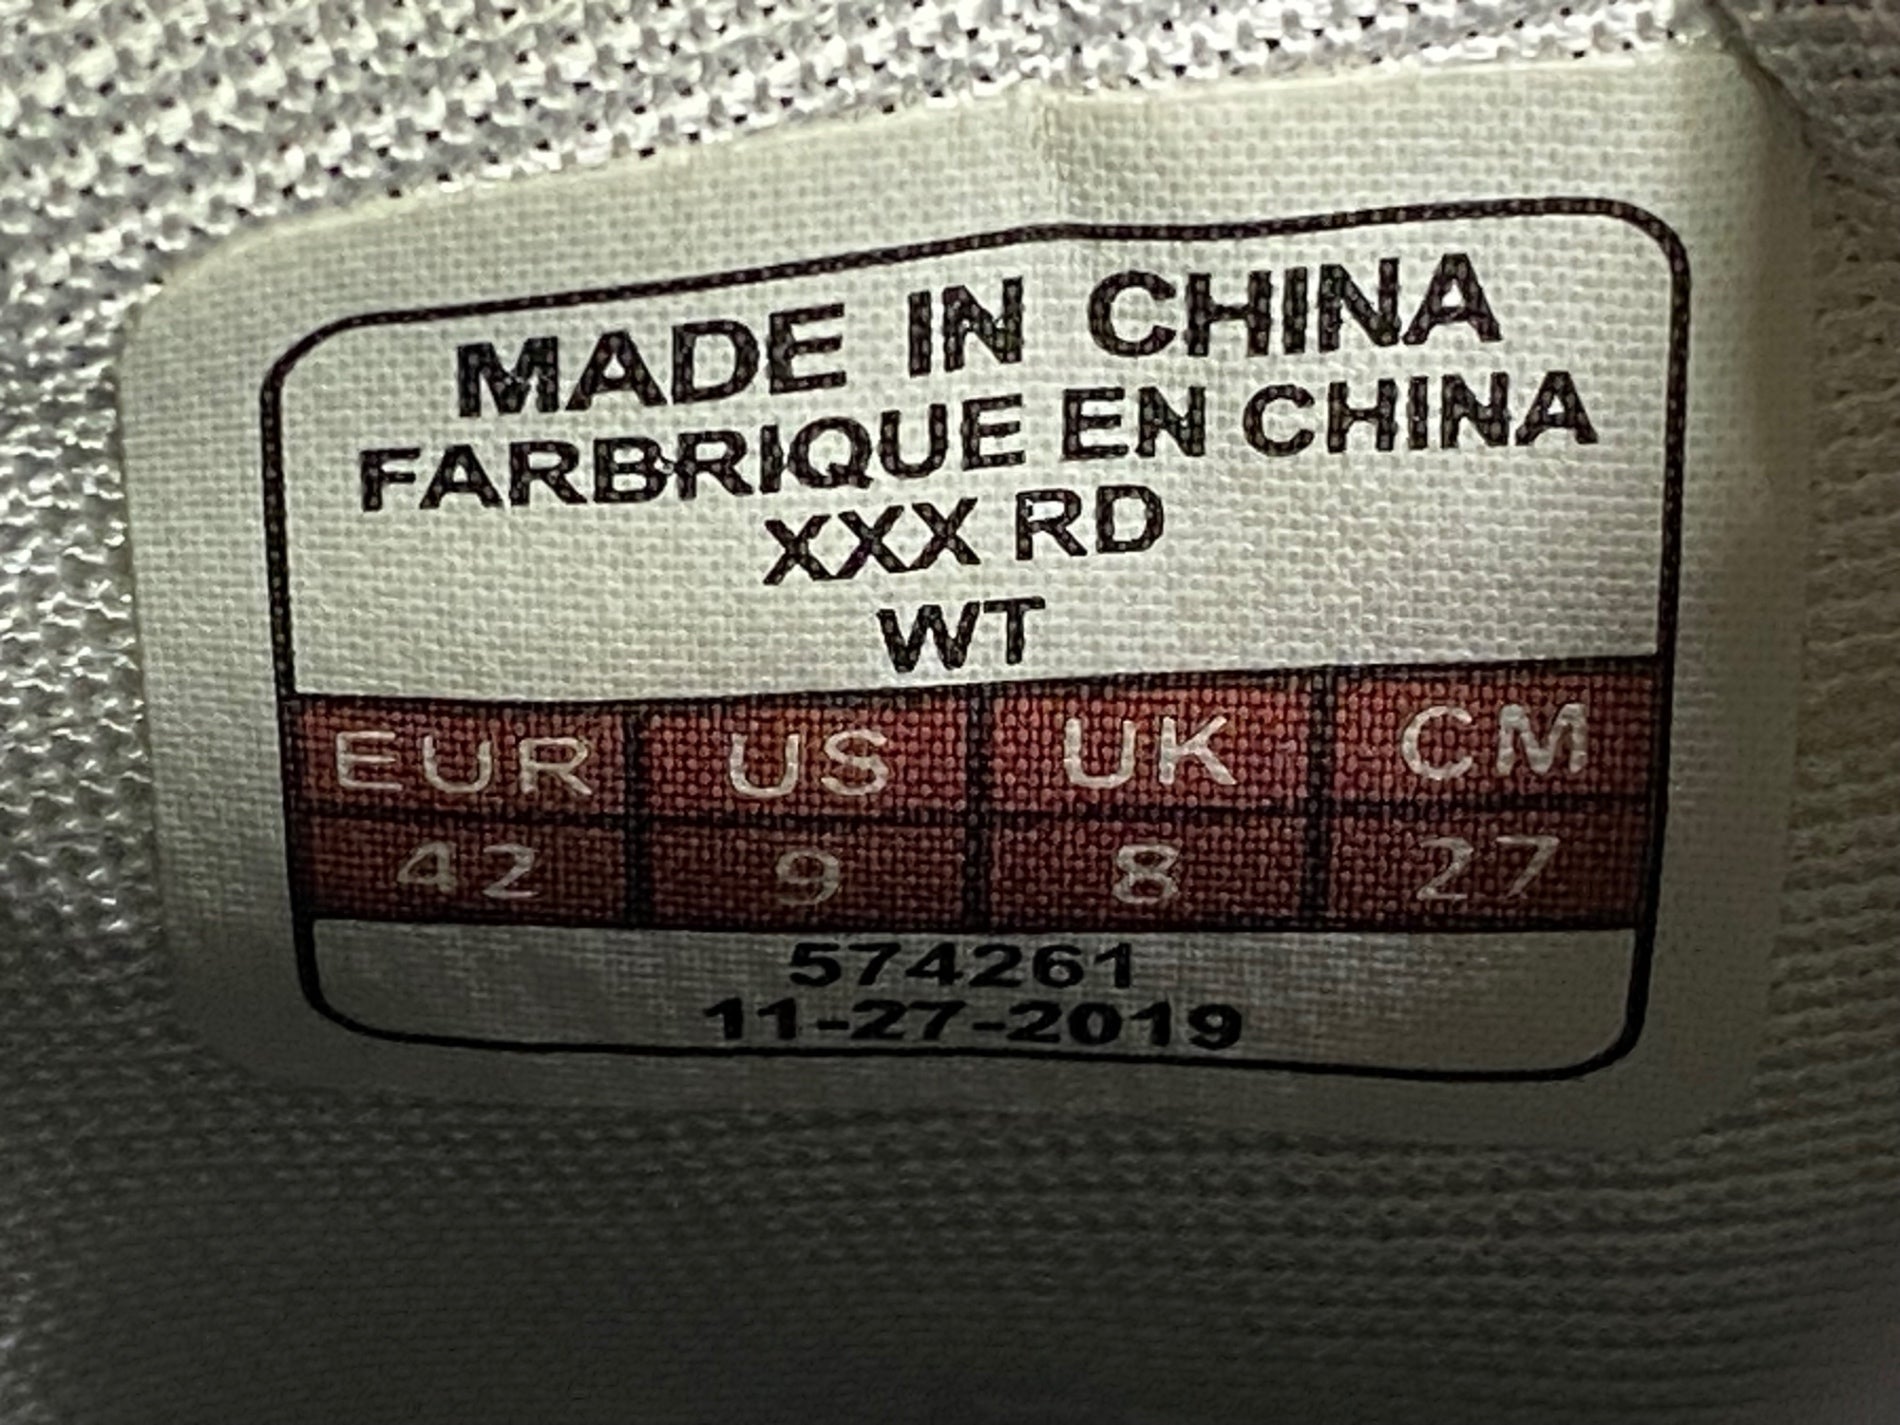 MADE IN CHINA
FARBRIQUE EN CHINA
XXX RD
WT
EUR US UK CM
42 9 8 27
574261
11-27-2019